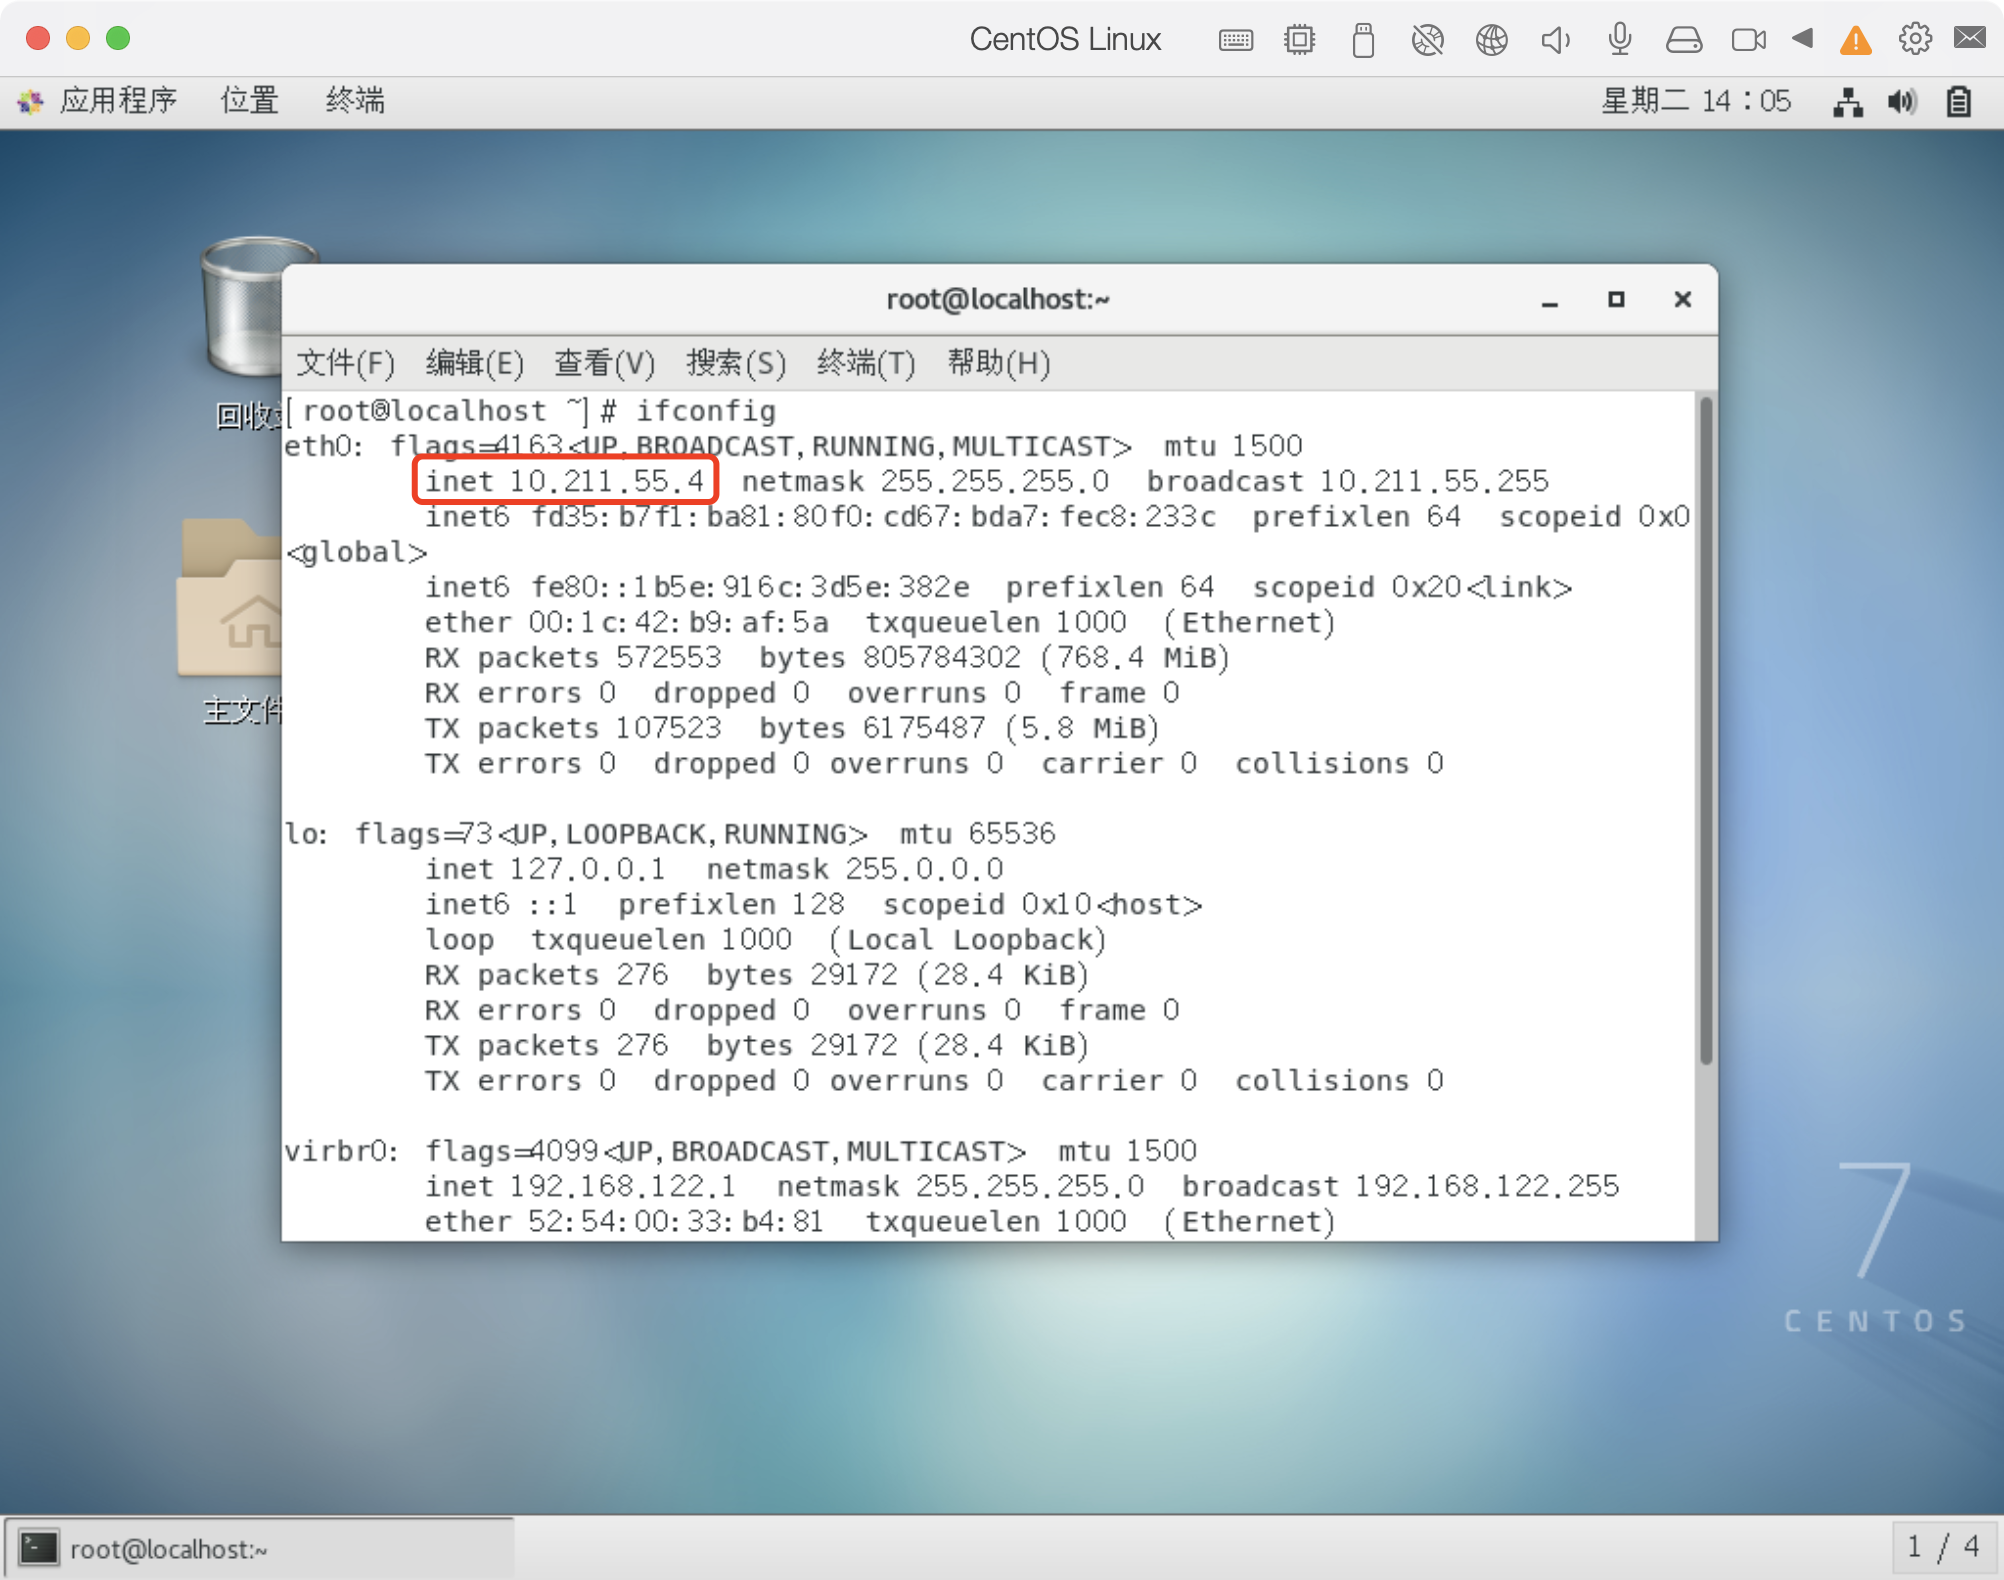 CentOS Linux
应用程序 位置 终端 星期二 14：05
root@localhost:~
文件(F) 编辑(E) 查看(V) 搜索(S) 终端(T) 帮助(H)
[root@localhost ~]# ifconfig
eth0: flags=4163<UP,BROADCAST,RUNNING,MULTICAST> mtu 1500
inet 10.211.55.4 netmask 255.255.255.0 broadcast 10.211.55.255
inet6 fd35:b7f1:ba81:80f0:cd67:bda7:fec8:233c prefixlen 64 scopeid 0x0
<global>
inet6 fe80::1b5e:916c:3d5e:382e prefixlen 64 scopeid 0x20<link>
ether 00:1c:42:b9:af:5a txqueuelen 1000 (Ethernet)
RX packets 572553 bytes 805784302 (768.4 MiB)
RX errors 0 dropped 0 overruns 0 frame 0
TX packets 107523 bytes 6175487 (5.8 MiB)
TX errors 0 dropped 0 overruns 0 carrier 0 collisions 0
lo: flags=73<UP,LOOPBACK,RUNNING> mtu 65536
inet 127.0.0.1 netmask 255.0.0.0
inet6 ::1 prefixlen 128 scopeid 0x10<host>
loop txqueuelen 1000 (Local Loopback)
RX packets 276 bytes 29172 (28.4 KiB)
RX errors 0 dropped 0 overruns 0 frame 0
TX packets 276 bytes 29172 (28.4 KiB)
TX errors 0 dropped 0 overruns 0 carrier 0 collisions 0
virbr0: flags=4099<UP,BROADCAST,MULTICAST> mtu 1500
inet 192.168.122.1 netmask 255.255.255.0 broadcast 192.168.122.255
ether 52:54:00:33:b4:81 txqueuelen 1000 (Ethernet)
回收
主文件
7
CENTOS
root@localhost:~
1 / 4